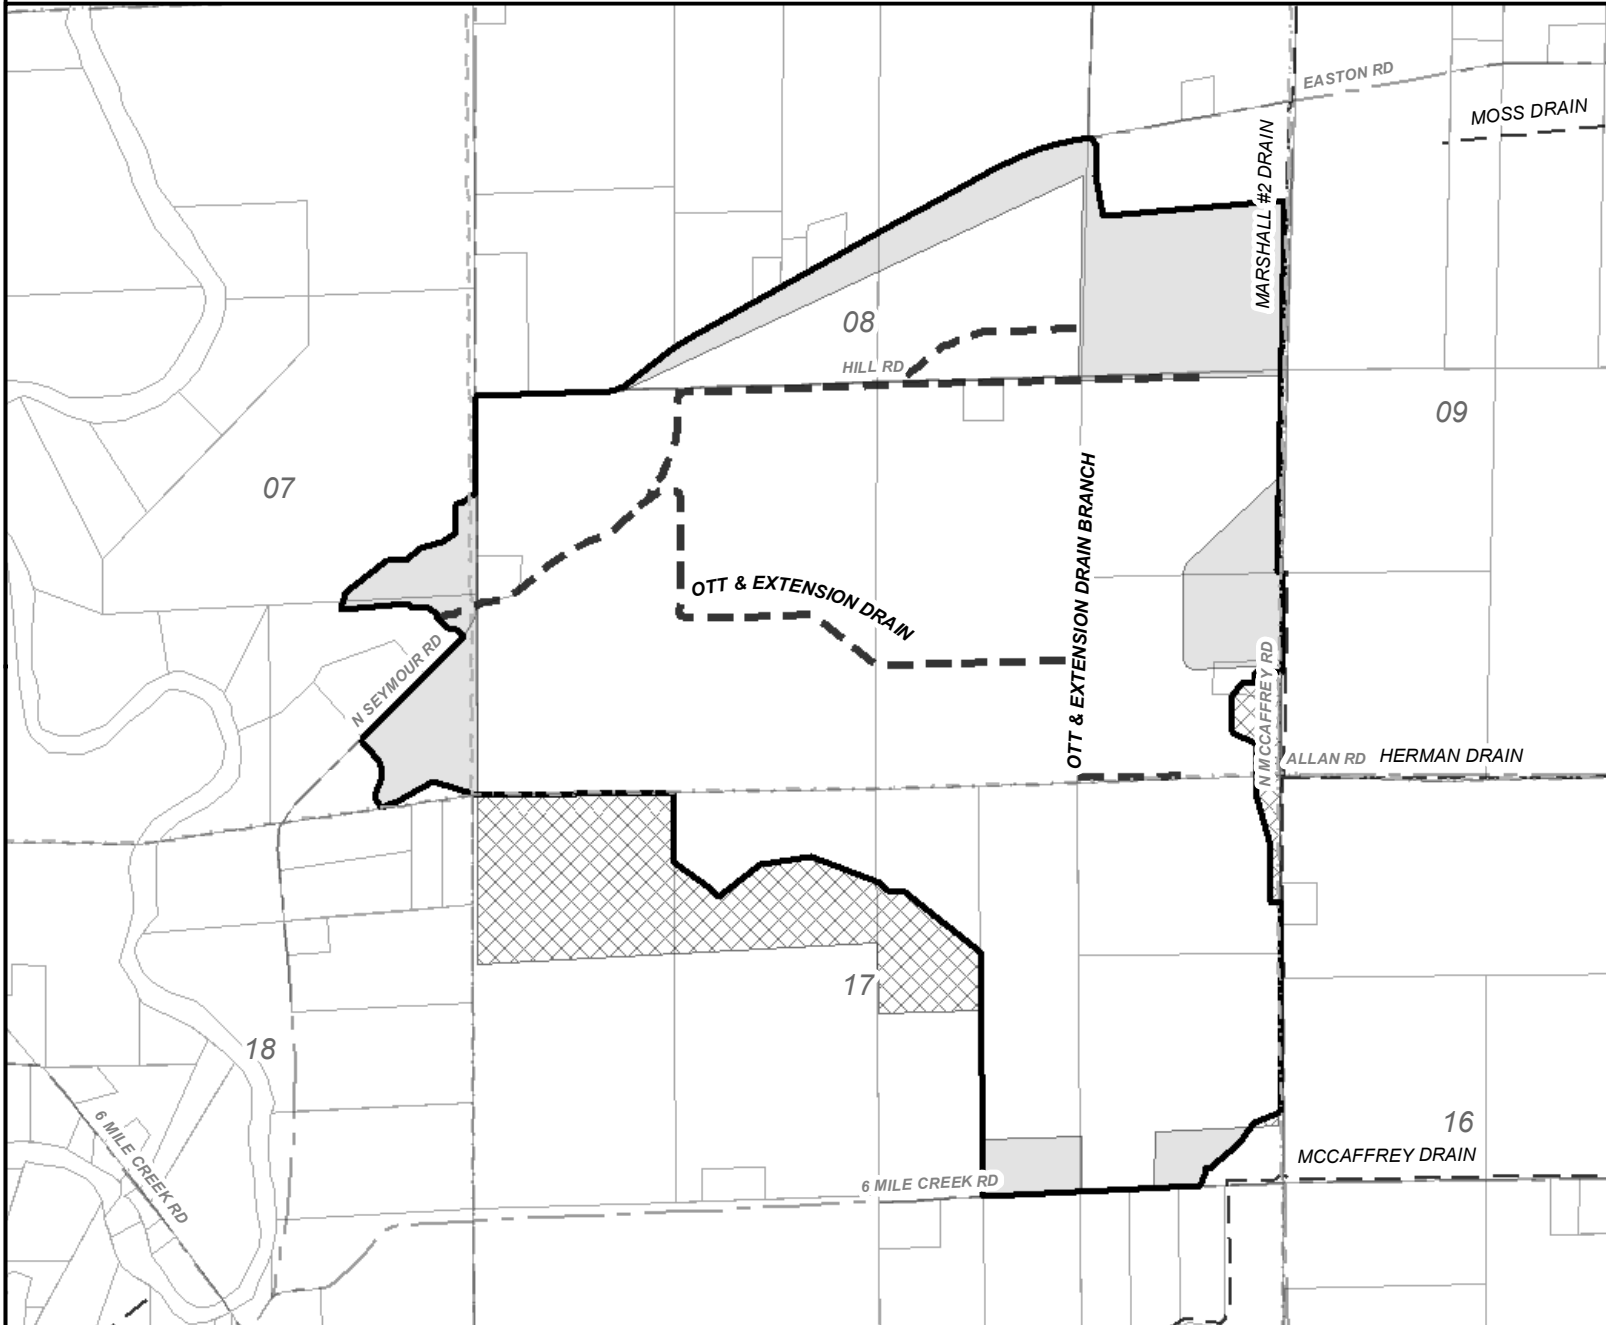 EASTON RD
MOSS DRAIN
MARSHALL #2 DRAIN
08
HILL RD
09
07
OTT & EXTENSION DRAIN BRANCH
OTT & EXTENSION DRAIN
N SEYMOUR RD
N MCCAFFREY RD
ALLAN RD
HERMAN DRAIN
17
18
16
6 MILE CREEK RD
MCCAFFREY DRAIN
6 MILE CREEK RD